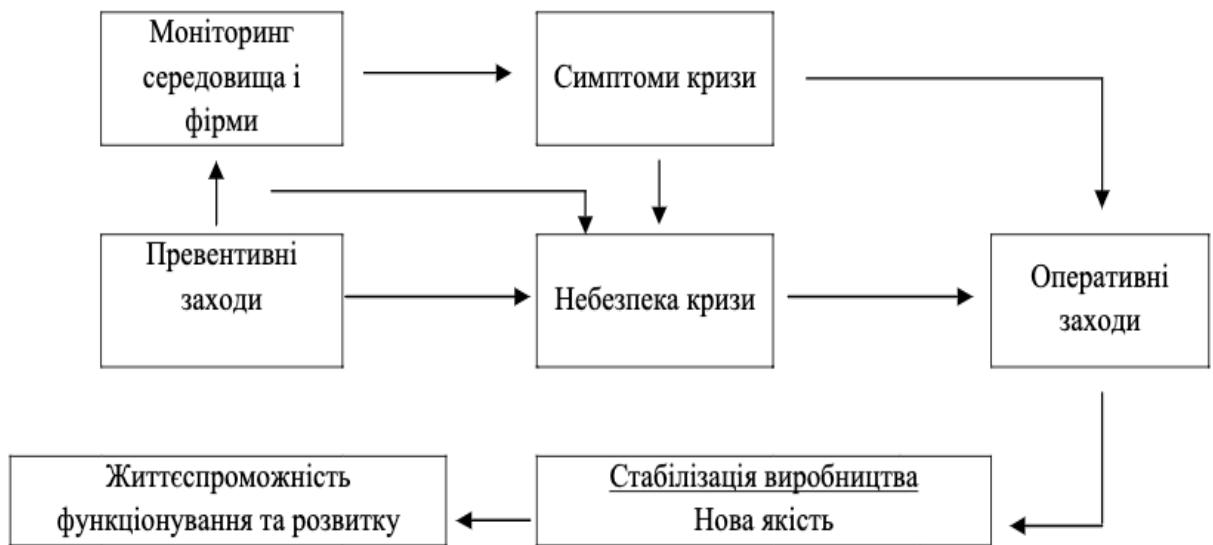 Моніторинг
середовища і
фірми
Симптоми кризи
Превентивні
заходи
Небезпека кризи
Оперативні
заходи
Життєспроможність
функціонування та розвитку
Стабілізація виробництва
Нова якість